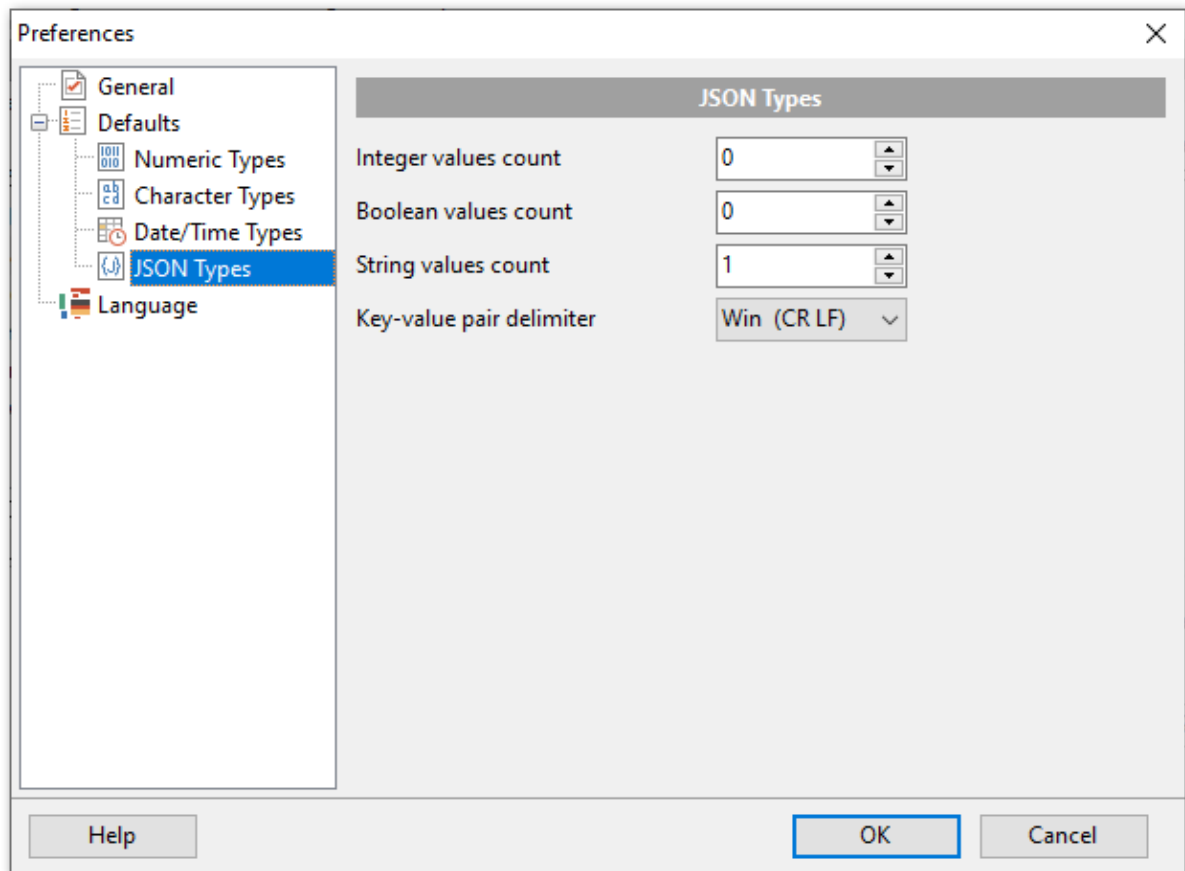 Preferences
General
Defaults
Numeric Types
Character Types
Date/Time Types
JSON Types
Language
JSON Types
Integer values count 0
Boolean values count 0
String values count 1
Key-value pair delimiter Win (CR LF)
Help OK Cancel